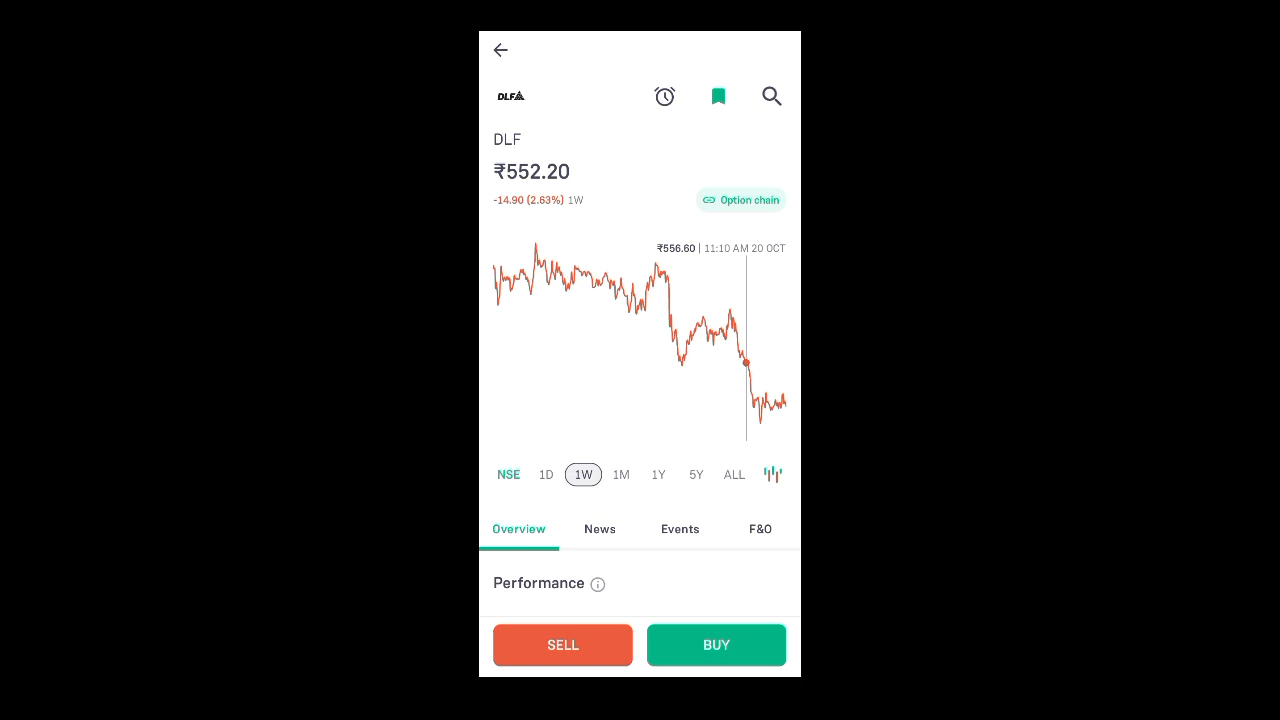 DLF
DLF
₹552.20
-14.90 (2.63%) 1W
Option chain
₹556.60 | 11:10 AM 20 OCT
NSE 1D 1W 1M 1Y 5Y ALL
Overview News Events F&O
Performance
SELL BUY